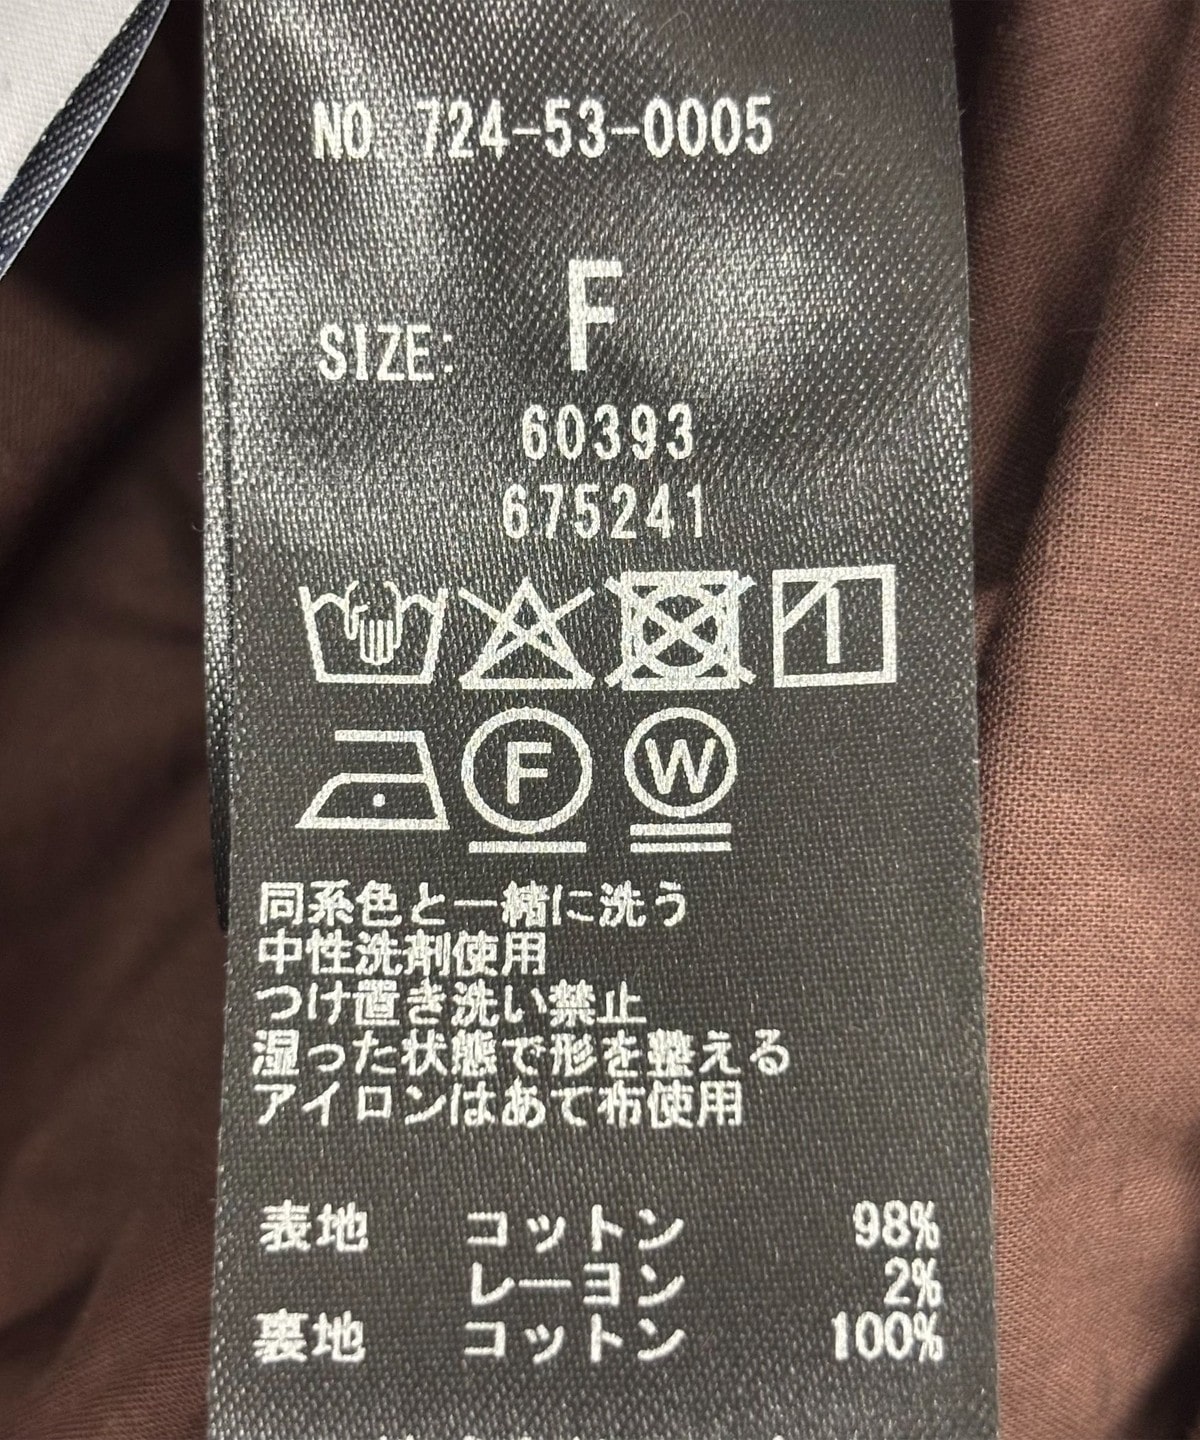 NO 724-53-0005
SIZE: F
60393
675241
F W
同系色と一緒に洗う
中性洗剤使用
つけ置き洗い禁止
湿った状態で形を整える
アイロンはあて布使用
表地 コットン 98%
レーヨン 2%
裏地 コットン 100%